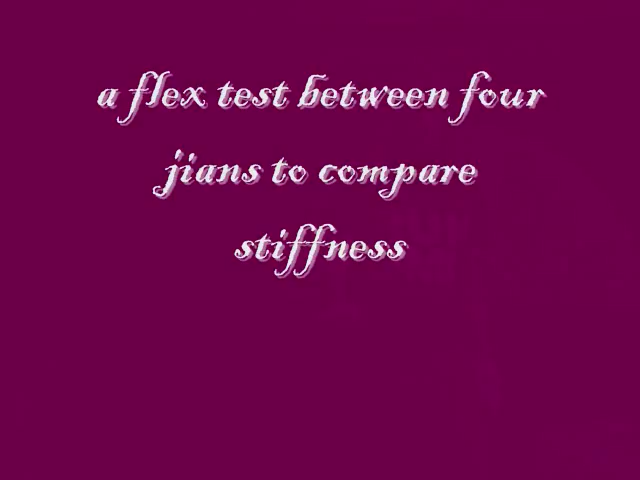 a flex test between four
jians to compare
stiffness